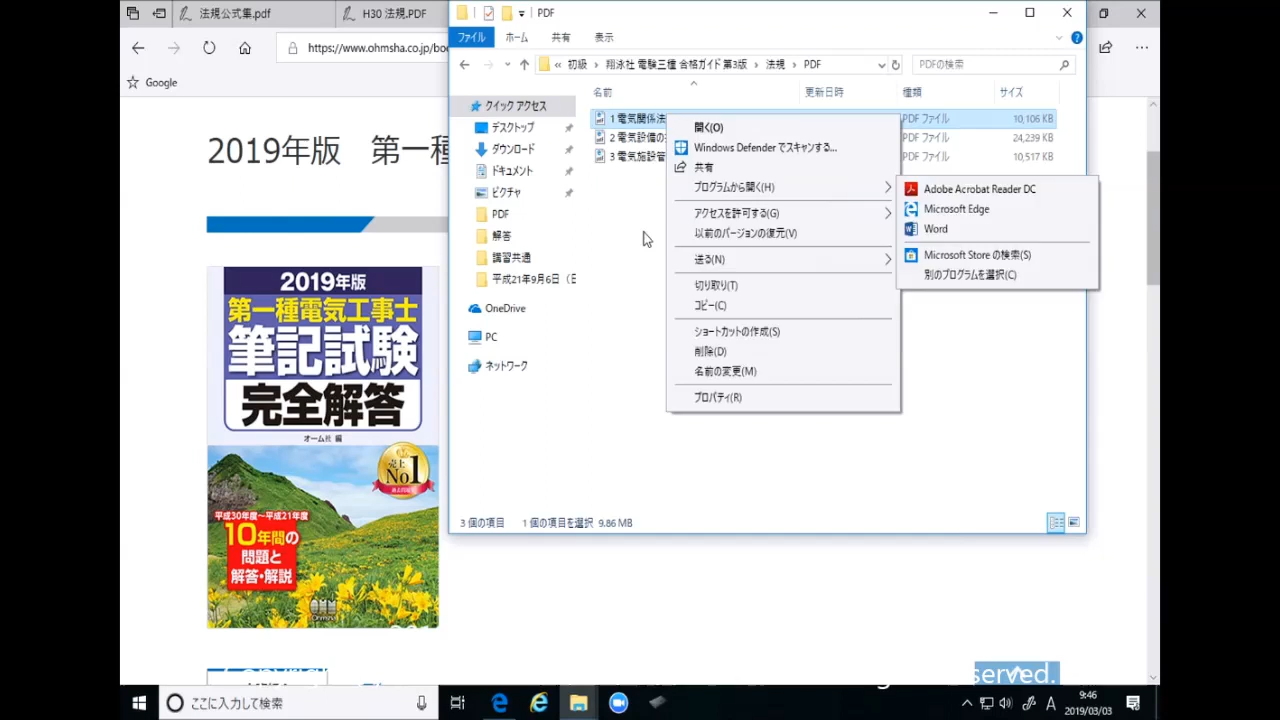 法規公式集.pdf
H30 法規.PDF
PDF
ファイル
ホーム
共有
表示
https://www.ohmsha.co.jp/bo
Google
« 初級 › 翔泳社 電験三種 合格ガイド 第3版 › 法規 › PDF
PDFの検索
名前
更新日時
種類
サイズ
クイック アクセス
デスクトップ
ダウンロード
ドキュメント
ピクチャ
PDF
解答
講習共通
平成21年9月6日（日
OneDrive
PC
ネットワーク
1 電気関係法
PDF ファイル
10,106 KB
2 電気設備の
PDF ファイル
24,239 KB
3 電気施設管
PDF ファイル
10,517 KB
開く(O)
Windows Defender でスキャンする...
共有
プログラムから開く(H)
アクセスを許可する(G)
以前のバージョンの復元(V)
送る(N)
切り取り(T)
コピー(C)
ショートカットの作成(S)
削除(D)
名前の変更(M)
プロパティ(R)
Adobe Acrobat Reader DC
Microsoft Edge
Word
Microsoft Store の検索(S)
別のプログラムを選択(C)
3 個の項目
1 個の項目を選択 9.86 MB
2019年版 第一種
2019年版
第一種電気工事士
筆記試験
完全解答
オーム社 編
売上
No1
平成30年度〜平成21年度
10年間の
問題と
解答・解説
Ohmsha
served.
ここに入力して検索
A
9:46
2019/03/03